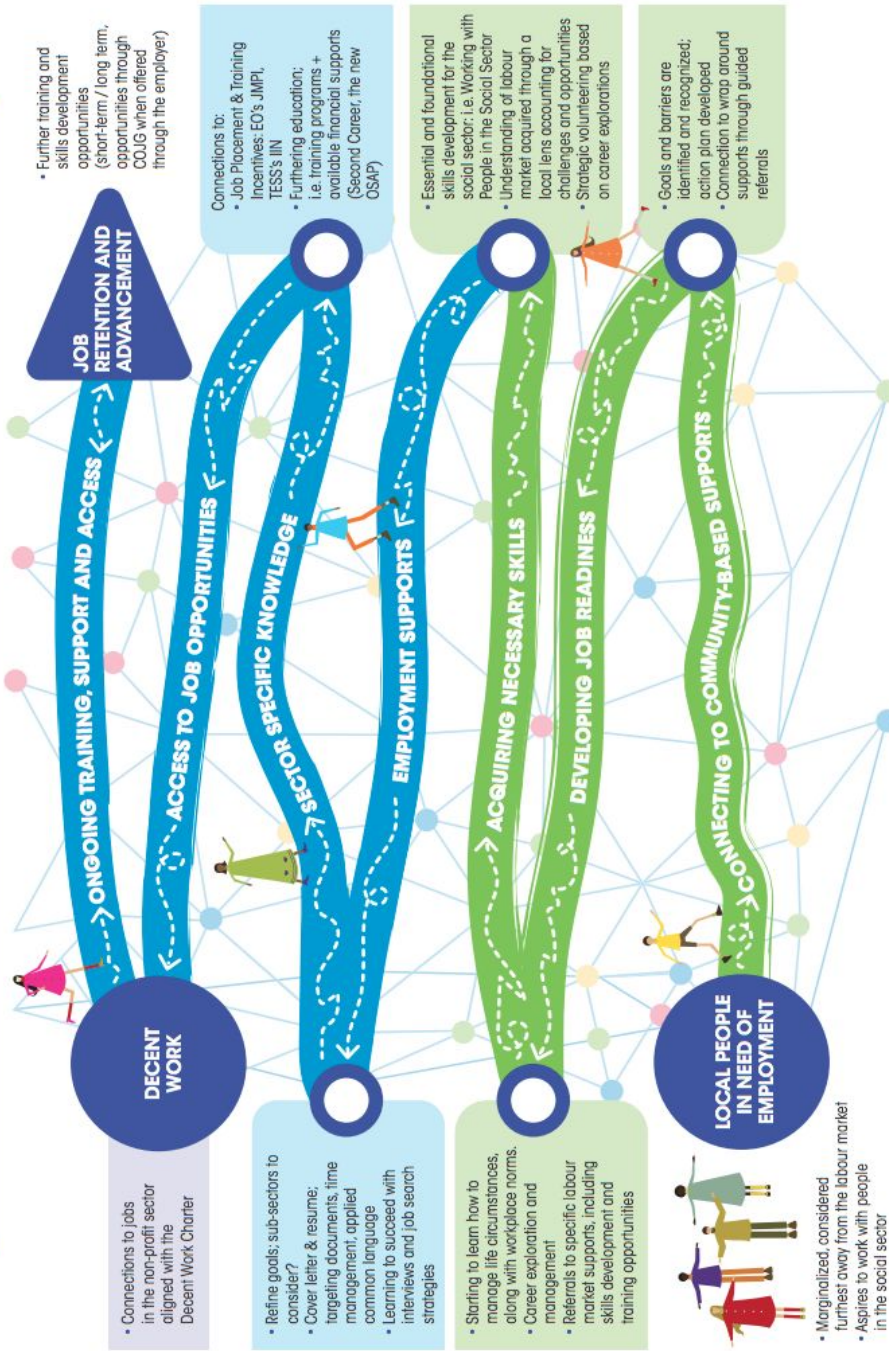 • Further training and
skills development
opportunities
(short-term / long term,
opportunities through
COJG when offered
through the employer)
JOB
RETENTION AND
ADVANCEMENT
ONGOING TRAINING, SUPPORT AND ACCESS
DECENT
WORK
• Connections to jobs
in the non-profit sector
aligned with the
Decent Work Charter
ACCESS TO JOB OPPORTUNITIES
Connections to:
• Job Placement & Training
Incentives: EO's JMPI,
TESS's IIN
• Furthering education;
i.e. training programs +
available financial supports
(Second Career, the new
OSAP)
SECTOR SPECIFIC KNOWLEDGE
• Refine goals; sub-sectors to
consider?
• Cover letter & resume;
targeting documents, time
management, applied
common language
• Learning to succeed with
interviews and job search
strategies
EMPLOYMENT SUPPORTS
• Essential and foundational
skills development for the
social sector: i.e. Working with
People in the Social Sector
• Understanding of labour
market acquired through a
local lens accounting for
challenges and opportunities
• Strategic volunteering based
on career explorations
ACQUIRING NECESSARY SKILLS
• Starting to learn how to
manage life circumstances,
along with workplace norms.
• Career exploration and
management
• Referrals to specific labour
market supports, including
skills development and
training opportunities
DEVELOPING JOB READINESS
• Goals and barriers are
identified and recognized;
action plan developed
• Connection to wrap around
supports through guided
referrals
CONNECTING TO COMMUNITY-BASED SUPPORTS
LOCAL PEOPLE
IN NEED OF
EMPLOYMENT
• Marginalized, considered
furthest away from the labour market
• Aspires to work with people
in the social sector